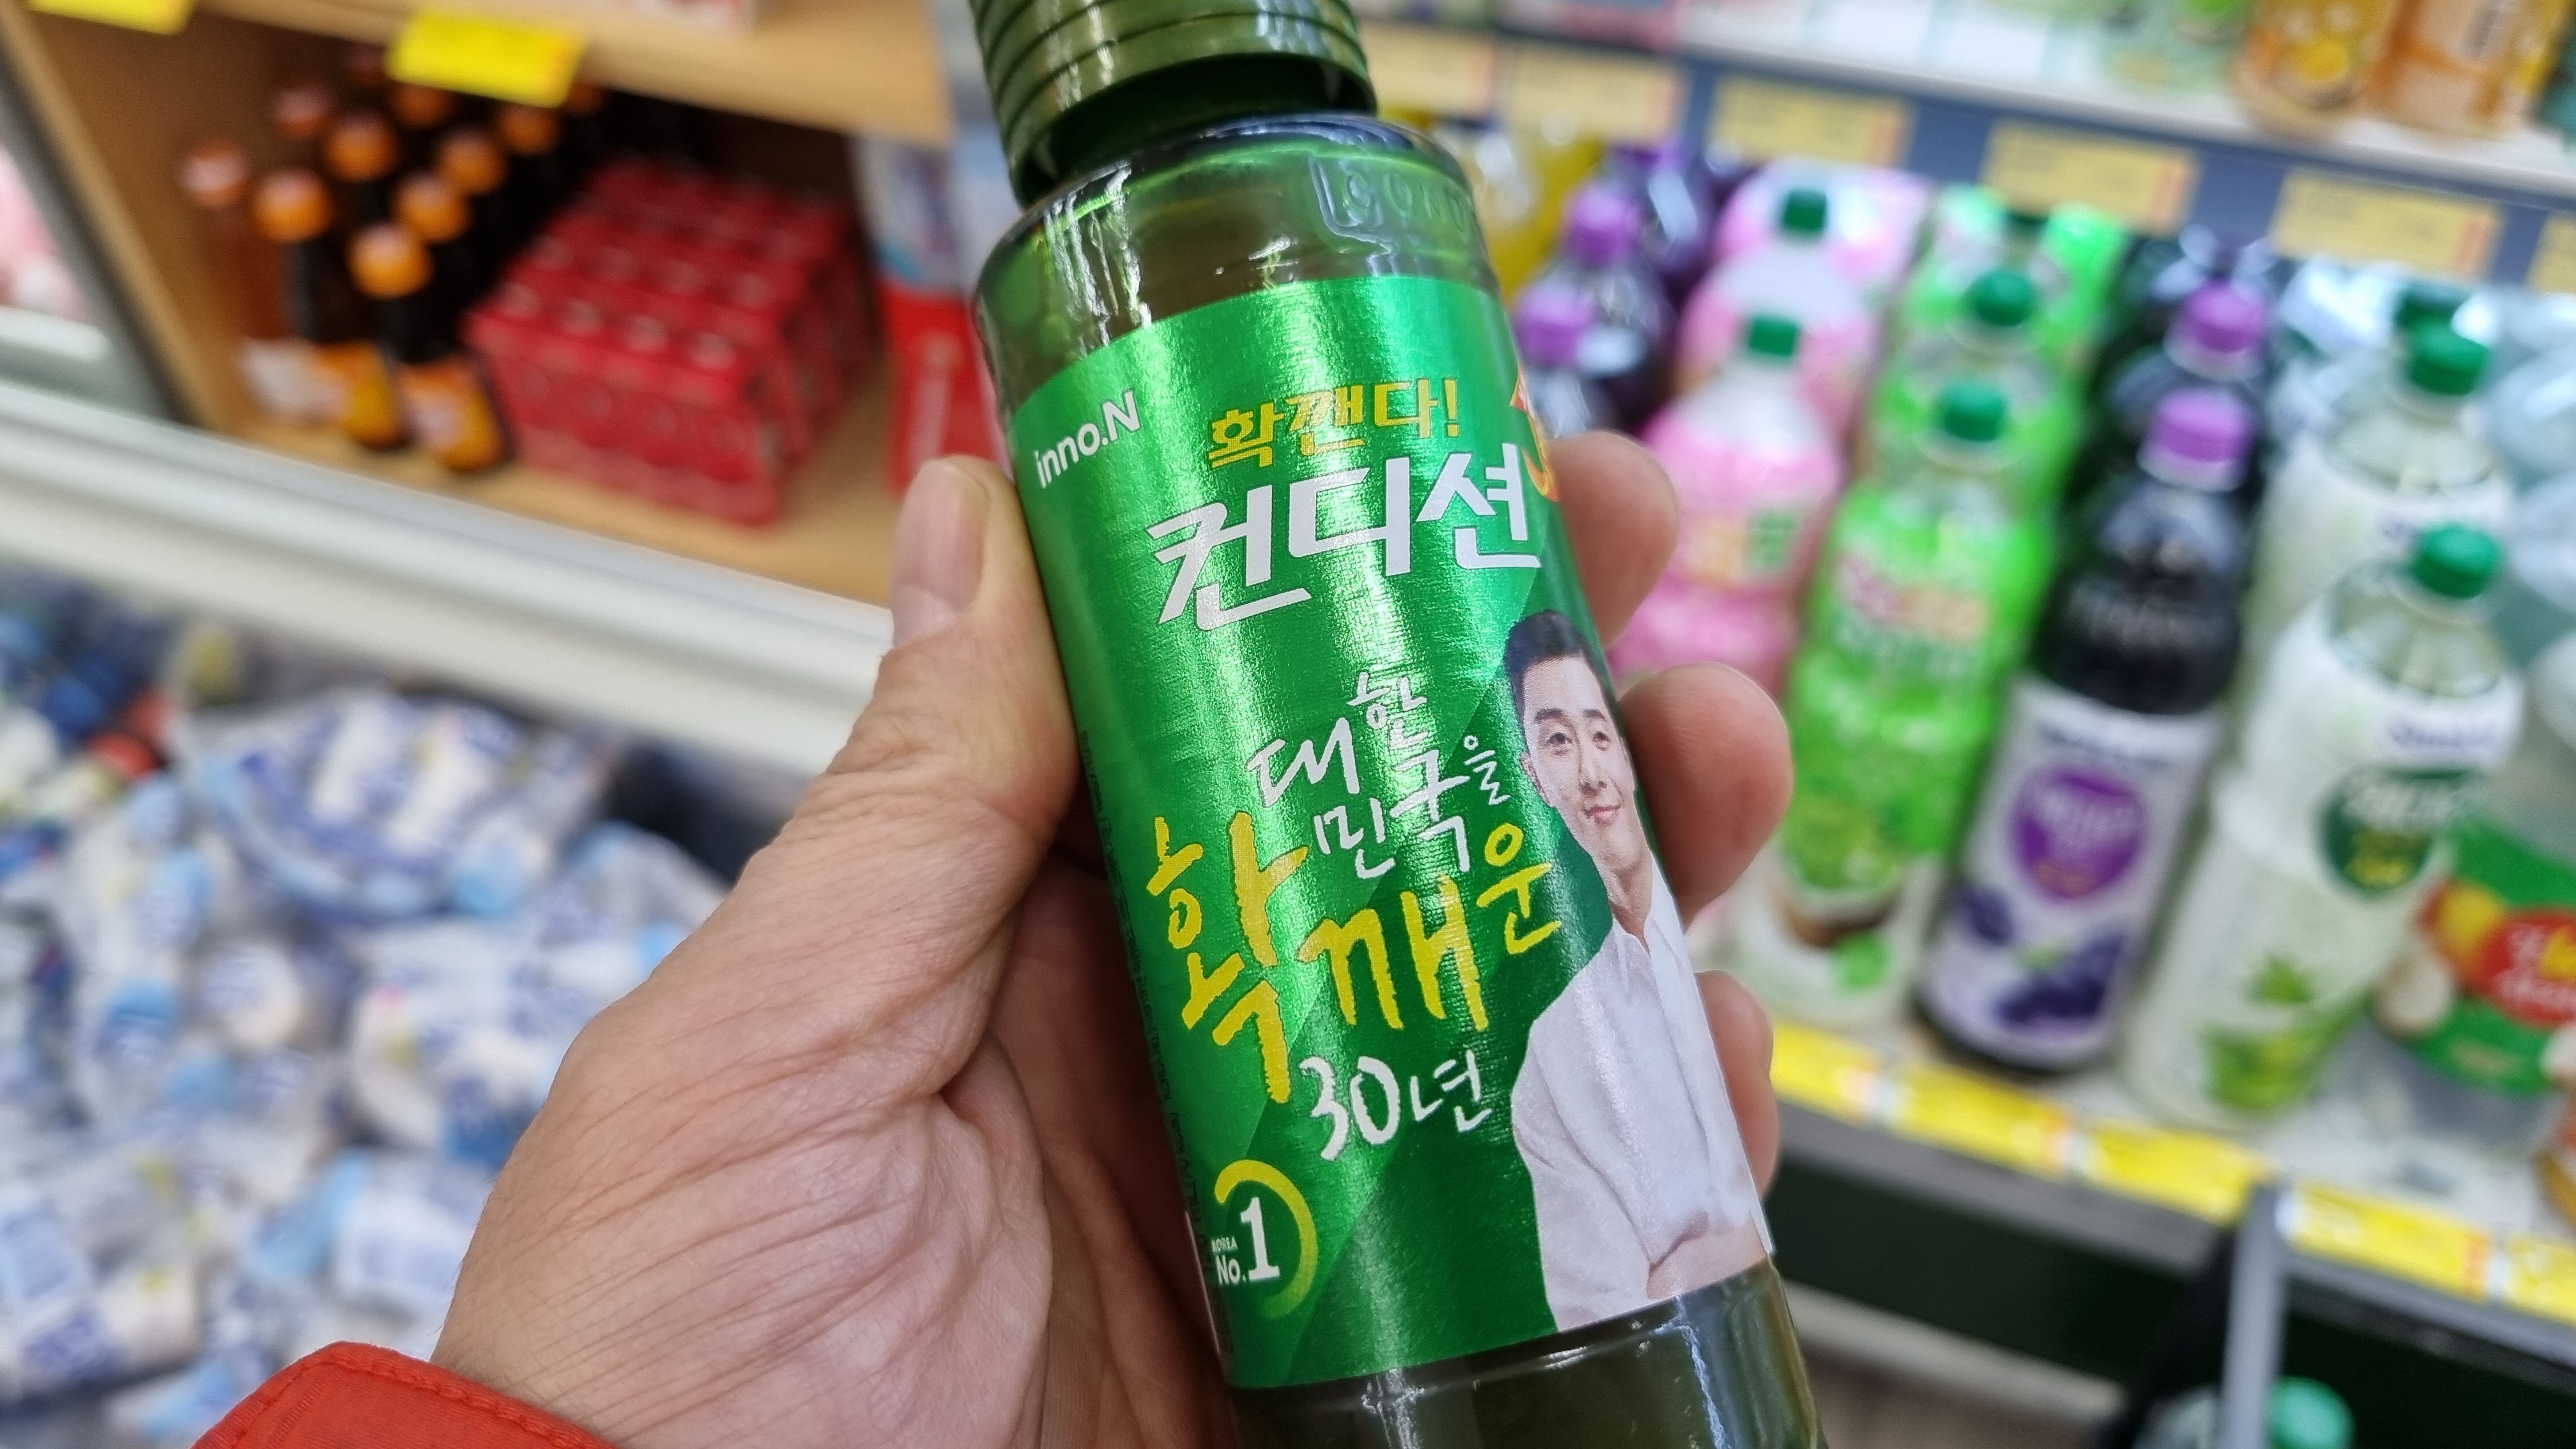 CON
inno.N
확깬다!
컨디션
대한
민국을
확깨운
30년
KOREA
No.1